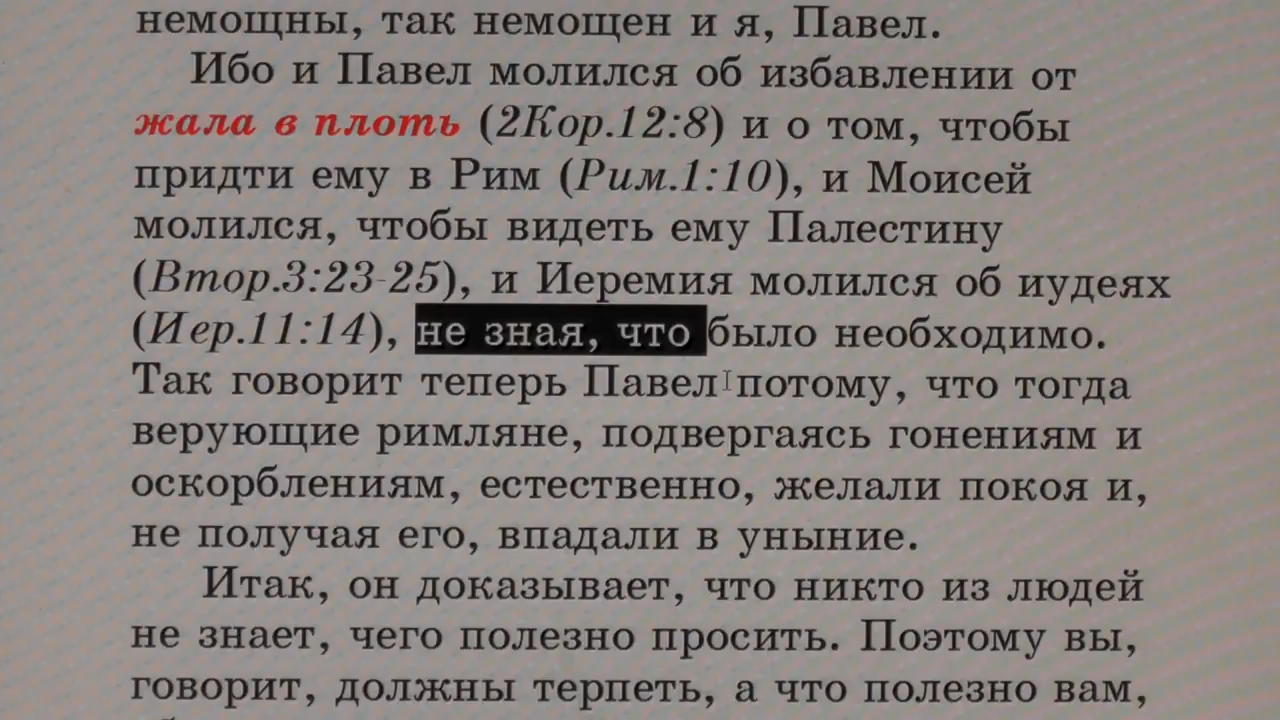 немощны, так немощен и я, Павел.
Ибо и Павел молился об избавлении от
жала в плоть (2Кор.12:8) и о том, чтобы
придти ему в Рим (Рим.1:10), и Моисей
молился, чтобы видеть ему Палестину
(Втор.3:23-25), и Иеремия молился об иудеях
(Иер.11:14), не зная, что было необходимо.
Так говорит теперь Павел потому, что тогда
верующие римляне, подвергаясь гонениям и
оскорблениям, естественно, желали покоя и,
не получая его, впадали в уныние.
Итак, он доказывает, что никто из людей
не знает, чего полезно просить. Поэтому вы,
говорит, должны терпеть, а что полезно вам,